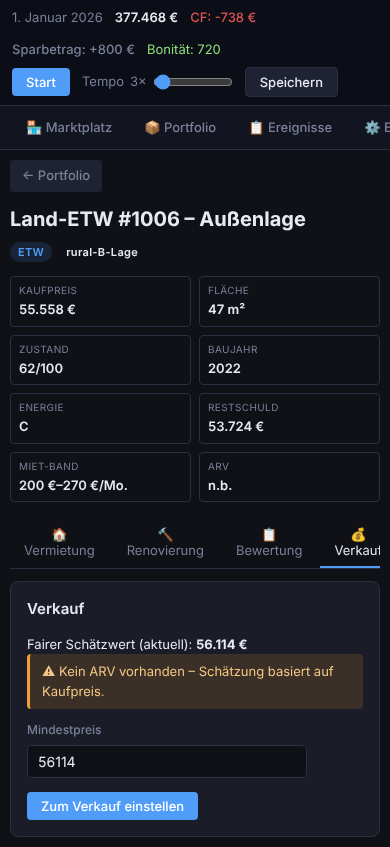 1. Januar 2026 377.468 € CF: -738 €
Sparbetrag: +800 € Bonität: 720
Start Tempo 3× Speichern
🏪 Marktplatz 📦 Portfolio 📋 Ereignisse ⚙️
← Portfolio
Land-ETW #1006 – Außenlage
ETW rural-B-Lage
KAUFPREIS FLÄCHE
55.558 € 47 m²
ZUSTAND BAUJAHR
62/100 2022
ENERGIE RESTSCHULD
C 53.724 €
MIET-BAND ARV
200 €–270 €/Mo. n.b.
🏠 🔨 📋 💰
Vermietung Renovierung Bewertung Verkauf
Verkauf
Fairer Schätzwert (aktuell): 56.114 €
⚠ Kein ARV vorhanden – Schätzung basiert auf
Kaufpreis.
Mindestpreis
56114
Zum Verkauf einstellen